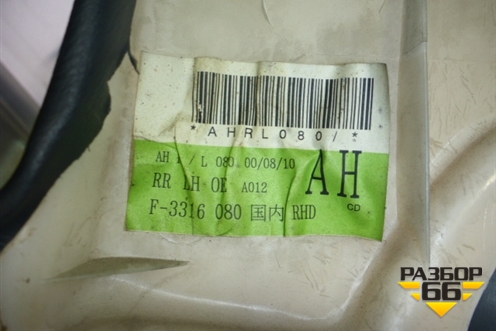 *AHRL080/*
AH R / L 080 00/08/10
RR LH OE A012
AH
CD
F-3316 080 国内 RHD
РАЗБОР
66